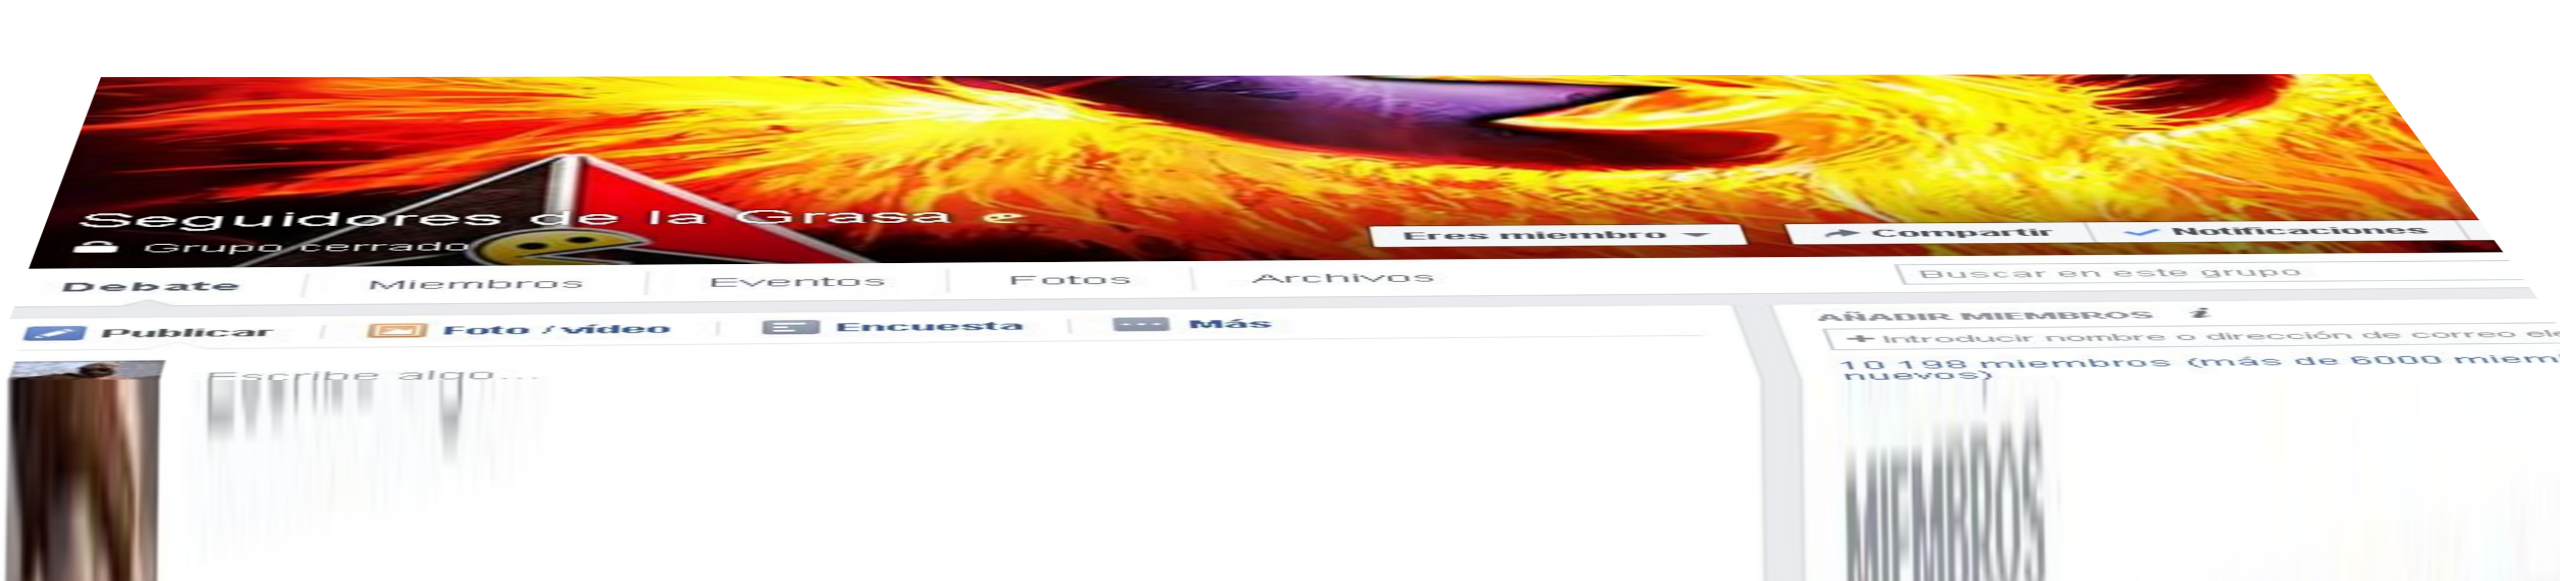 Seguidores de la Grasa
Grupo cerrado
Eres miembro
Compartir
Notificaciones
Debate
Miembros
Eventos
Fotos
Archivos
Buscar en este grupo
Publicar
Foto / vídeo
Encuesta
Más
Escribe algo...
AÑADIR MIEMBROS
+ Introducir nombre o dirección de correo ele
10 198 miembros (más de 6000 miem
nuevos)
MIEMBROS